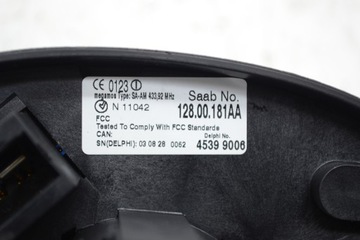 CE 0123 Saab No.
megamos Type: SA-AM 433,92 MHz
N 11042 128.00.181AA
FCC
Tested To Comply With FCC Standards
CAN: Delphi No.
SN(DELPHI): 03 08 28 0052 4539 9006